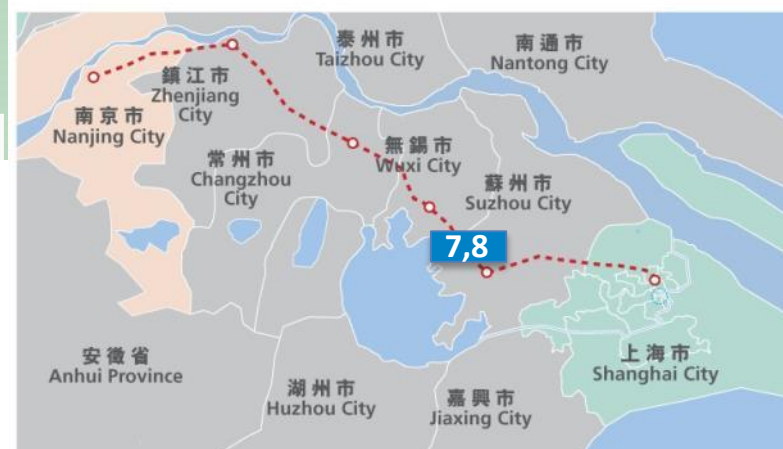 泰州市
Taizhou City
南通市
Nantong City
鎮江市
Zhenjiang
City
南京市
Nanjing City
無錫市
Wuxi City
常州市
Changzhou
City
蘇州市
Suzhou City
7,8
安徽省
Anhui Province
上海市
Shanghai City
湖州市
Huzhou City
嘉興市
Jiaxing City